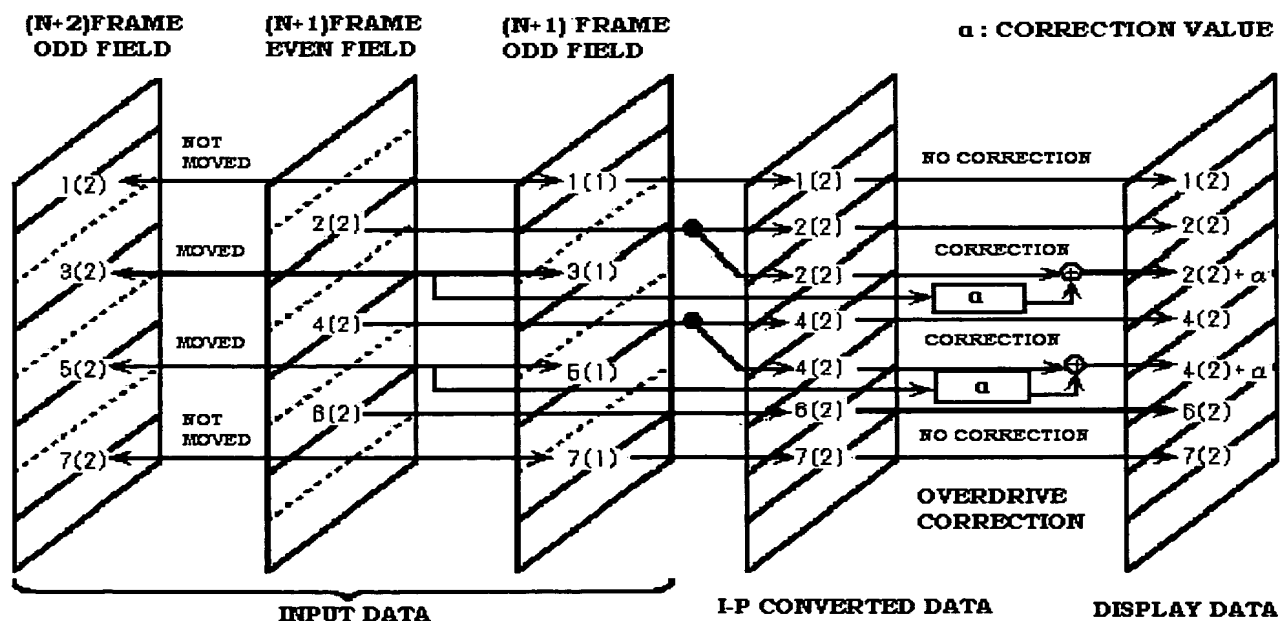 (N+2)FRAME ODD FIELD
(N+1)FRAME EVEN FIELD
(N+1) FRAME ODD FIELD
α : CORRECTION VALUE
NOT MOVED
NO CORRECTION
1(2)
1(1)
1(2)
1(2)
2(2)
2(2)
2(2)
MOVED
CORRECTION
3(2)
3(1)
2(2)
2(2)+ α
α
4(2)
4(2)
4(2)
MOVED
CORRECTION
5(2)
5(1)
4(2)
4(2)+ α
α
6(2)
6(2)
6(2)
NOT MOVED
NO CORRECTION
7(2)
7(1)
7(2)
7(2)
OVERDRIVE CORRECTION
INPUT DATA
I-P CONVERTED DATA
DISPLAY DATA